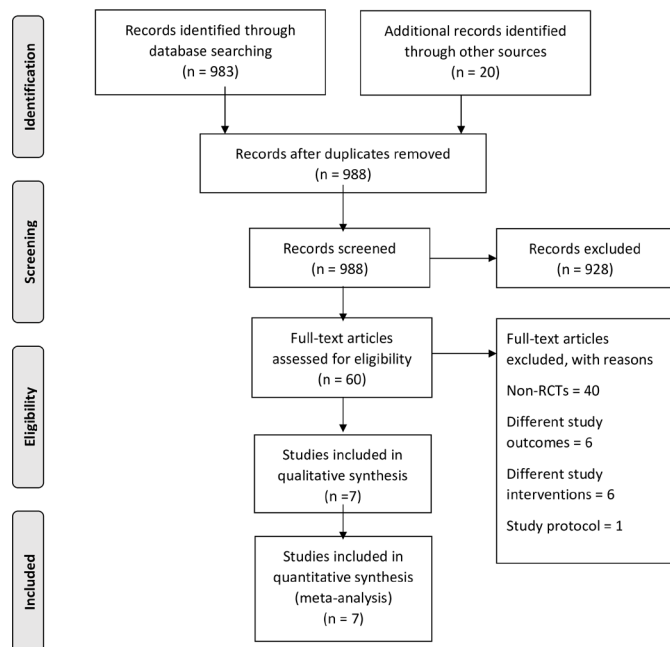 Identification
Records identified through
database searching
(n = 983)
Additional records identified
through other sources
(n = 20)
Records after duplicates removed
(n = 988)
Screening
Records screened
(n = 988)
Records excluded
(n = 928)
Eligibility
Full-text articles
assessed for eligibility
(n = 60)
Full-text articles
excluded, with reasons
Non-RCTs = 40
Different study
outcomes = 6
Different study
interventions = 6
Study protocol = 1
Studies included in
qualitative synthesis
(n =7)
Included
Studies included in
quantitative synthesis
(meta-analysis)
(n = 7)